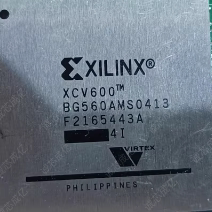 XILINX®
XCV600™
BG560AMS0413
F2165443A
4I
VIRTEX
PHILIPPINES